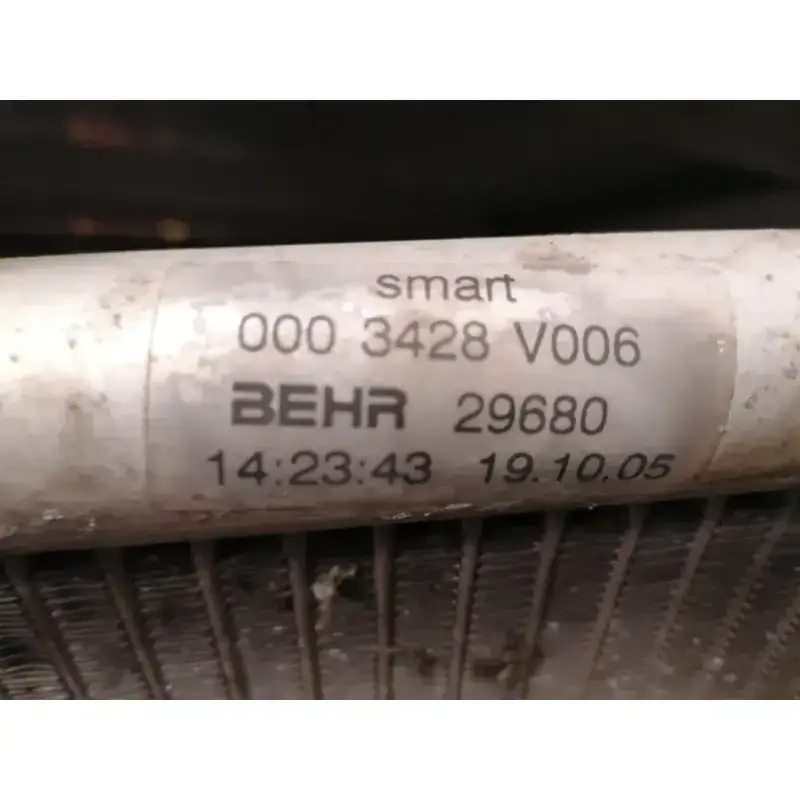 smart
000 3428 V006
BEHR 29680
14:23:43 19.10.05